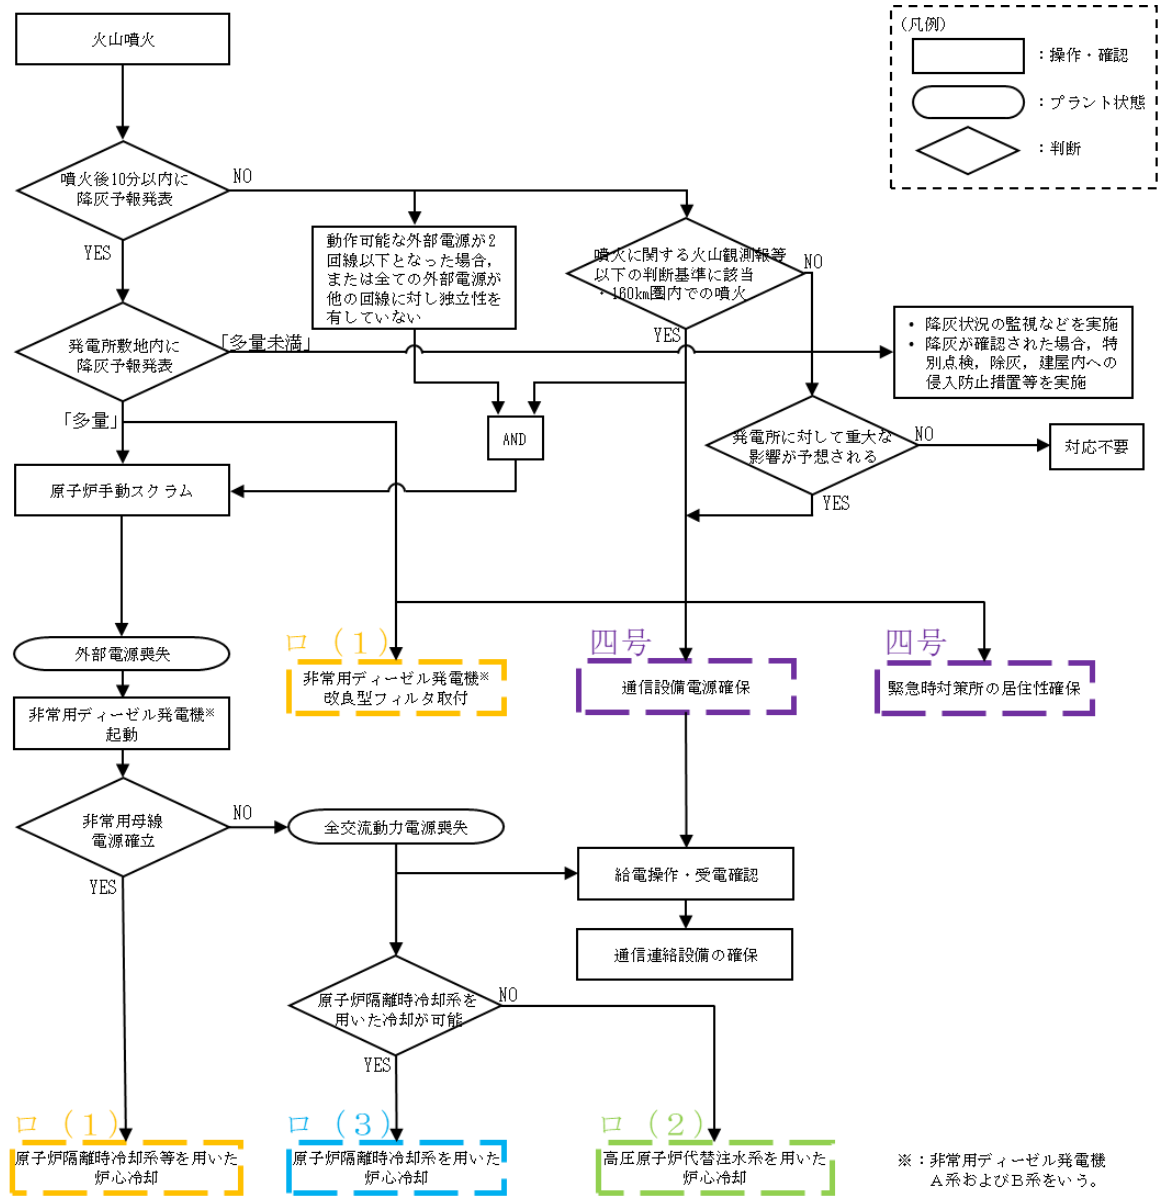 火山噴火
(凡例)
：操作・確認
：プラント状態
：判断
噴火後10分以内に
降灰予報発表
NO
YES
動作可能な外部電源が2
回線以下となった場合,
または全ての外部電源が
他の回線に対し独立性を
有していない
噴火に関する火山観測報等
以下の判断基準に該当
・160km圏内での噴火
NO
YES
発電所敷地内に
降灰予報発表
「多量未満」
「多量」
• 降灰状況の監視などを実施
• 降灰が確認された場合, 特
別点検, 除灰, 建屋内への
侵入防止措置等を実施
AND
発電所に対して重大な
影響が予想される
NO
YES
対応不要
原子炉手動スクラム
外部電源喪失
ロ（1）
非常用ディーゼル発電機※
改良型フィルタ取付
四号
通信設備電源確保
四号
緊急時対策所の居住性確保
非常用ディーゼル発電機※
起動
非常用母線
電源確立
NO
YES
全交流動力電源喪失
給電操作・受電確認
通信連絡設備の確保
原子炉隔離時冷却系を
用いた冷却が可能
NO
YES
ロ（1）
原子炉隔離時冷却系等を用いた
炉心冷却
ロ（3）
原子炉隔離時冷却系を用いた
炉心冷却
ロ（2）
高圧原子炉代替注水系を用いた
炉心冷却
※：非常用ディーゼル発電機
A系およびB系をいう。